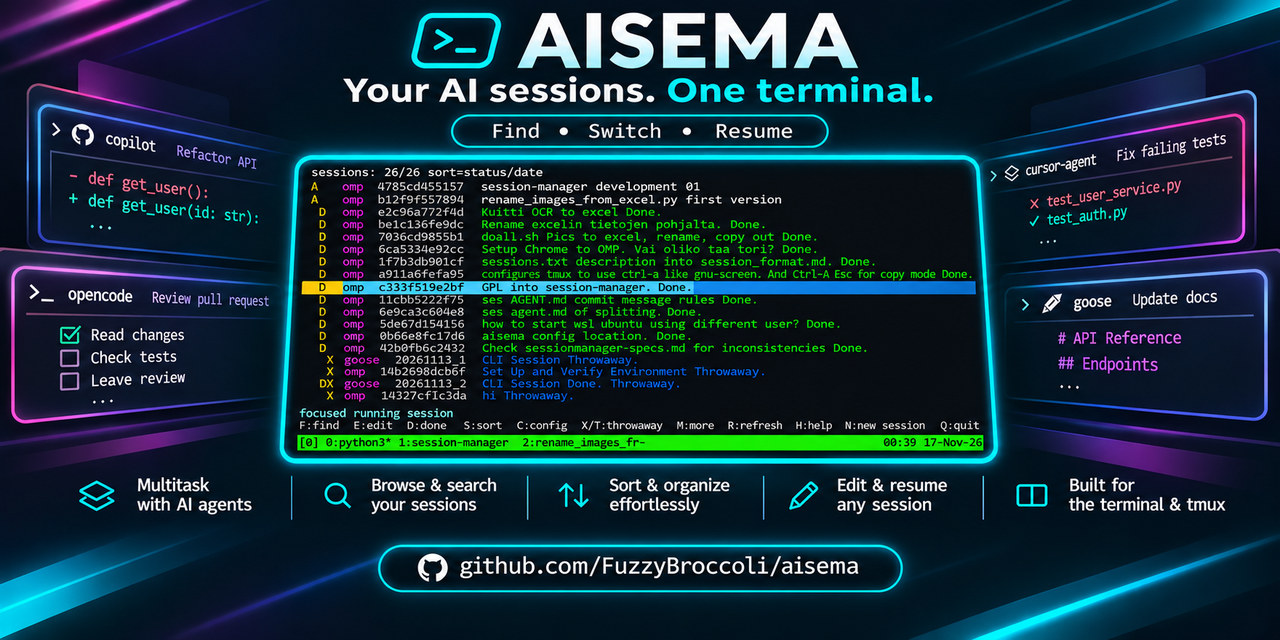 >_ AISEMA
Your AI sessions. One terminal.
Find • Switch • Resume
> copilot Refactor API
- def get_user():
+ def get_user(id: str):
...
>_ opencode Review pull request
Read changes
Check tests
Leave review
...
sessions: 26/26 sort=status/date
A omp 4785cd455157 session-manager development 01
A omp b12f9f557894 rename_images_from_excel.py first version
D omp e2c96a772f4d Kuitti OCR to excel Done.
D omp be1c136fe9dc Rename excelin tietojen pohjalta. Done.
D omp 7036cd9855b1 doall.sh Pics to excel, rename, copy out Done.
D omp 6ca5334e92cc Setup Chrome to OMP. Vai oliko taa tori? Done.
D omp 1f7b3db901cf sessions.txt description into session_format.md. Done.
D omp a911a6fefa95 configures tmux to use ctrl-a like gnu-screen. And Ctrl-A Esc for copy mode Done.
D omp c333f519e2bf GPL into session-manager. Done.
D omp 11cbb5222f75 ses AGENT.md commit message rules Done.
D omp 6e9ca3c604e8 ses agent.md of splitting. Done.
D omp 5de67d154156 how to start wsl ubuntu using different user? Done.
D omp 0b66e8fc17d6 aisema config location. Done.
D omp 42b0fb6c2432 Check sessionmanager-specs.md for inconsistencies Done.
X goose 20261113_1 CLI Session Throwaway.
X omp 14b2698dcb6f Set Up and Verify Environment Throwaway.
DX goose 20261113_2 CLI Session Done. Throwaway.
X omp 14327cf1c3da hi Throwaway.
focused running session
F:find E:edit D:done S:sort C:config X/T:throwaway M:more R:refresh H:help N:new session Q:quit
[0] 0:python3* 1:session-manager 2:rename_images_fr- 00:39 17-Nov-26
> cursor-agent Fix failing tests
✗ test_user_service.py
✓ test_auth.py
...
> goose Update docs
# API Reference
## Endpoints
...
Multitask
with AI agents
Browse & search
your sessions
Sort & organize
effortlessly
Edit & resume
any session
Built for
the terminal & tmux
github.com/FuzzyBroccoli/aisema